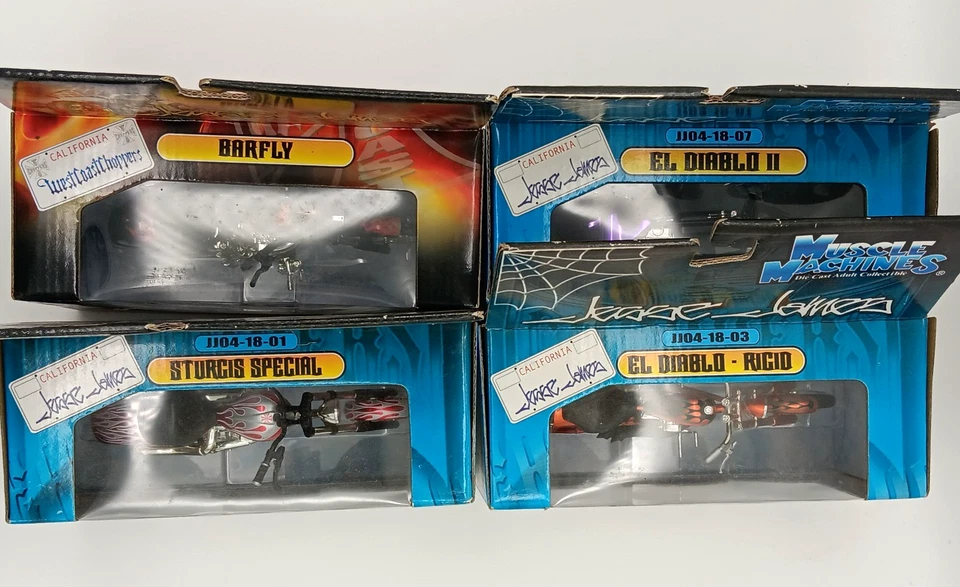 CALIFORNIA
WestCoastChoppers
BARFLY
JJ04-18-07
CALIFORNIA
Jesse James
EL DIABLO II
MUSCLE
MACHINES®
Die Cast Adult Collectible
Jesse James
JJ04-18-01
CALIFORNIA
Jesse James
STURGIS SPECIAL
JJ04-18-03
CALIFORNIA
Jesse James
EL DIABLO - RIGID